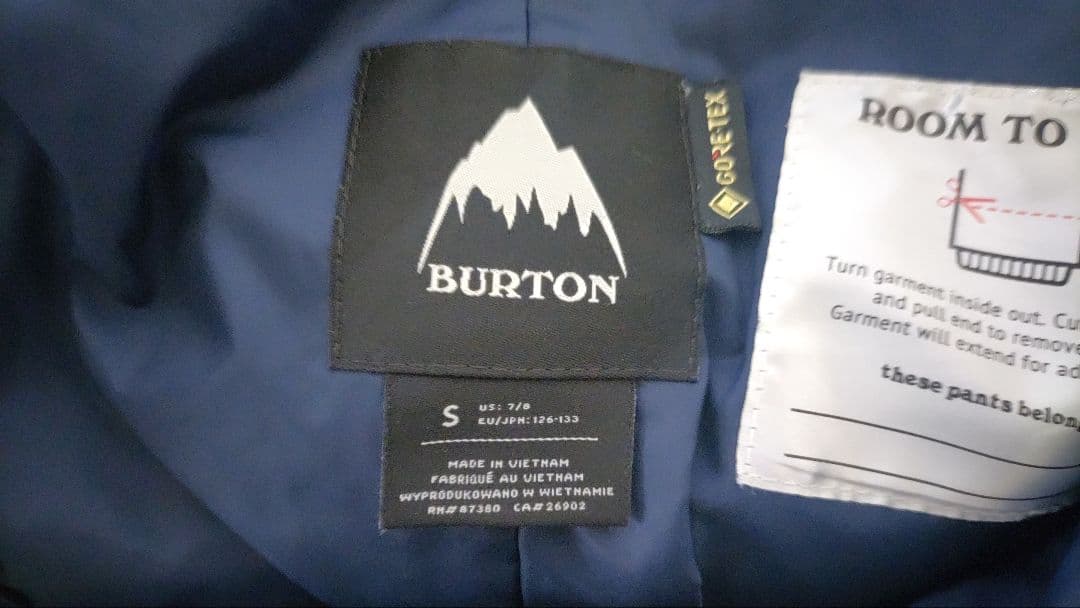 BURTON
GORE-TEX
S
US: 7/8
EU/JPN: 126-133
MADE IN VIETNAM
FABRIQUÉ AU VIETNAM
WYPRODUKOWANO W WIETNAMIE
RN# 87380 CA# 26902
ROOM TO
Turn garment inside out. Cu
and pull end to remove
Garment will extend for ad
these pants belon